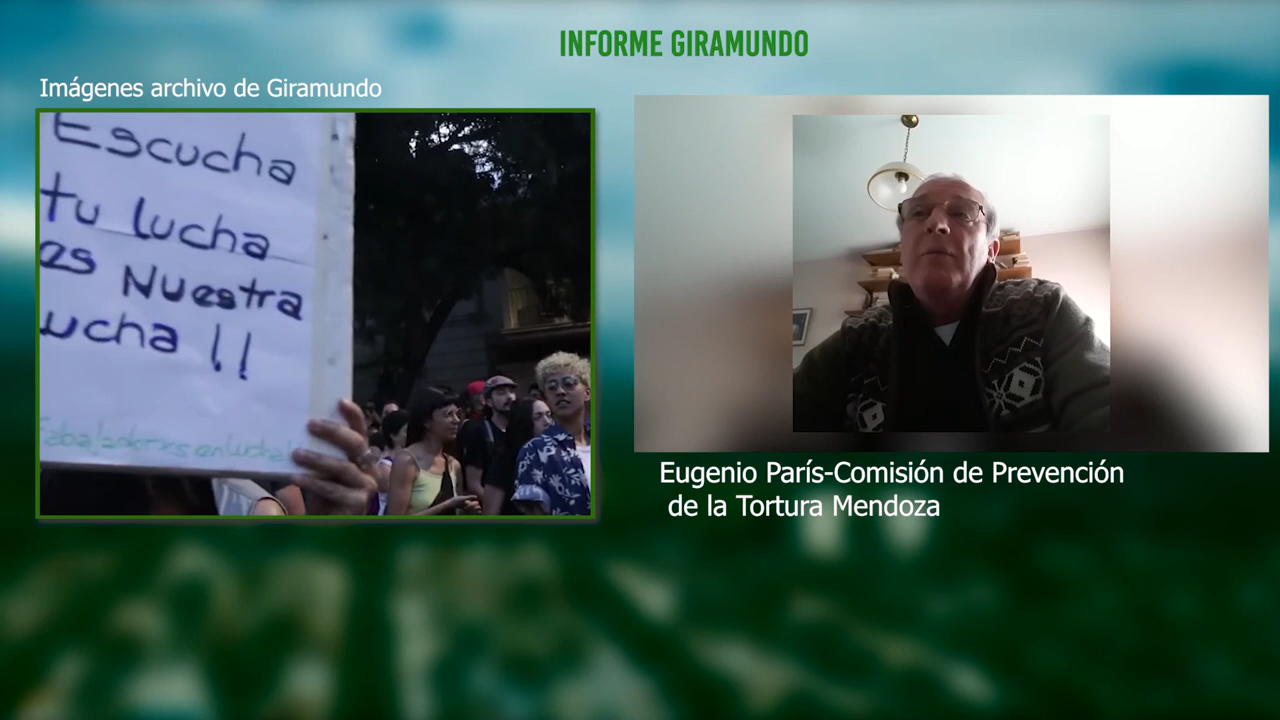 INFORME GIRAMUNDO
Imágenes archivo de Giramundo
Escucha
tu lucha
es Nuestra
ucha !!
Eugenio París-Comisión de Prevención
de la Tortura Mendoza